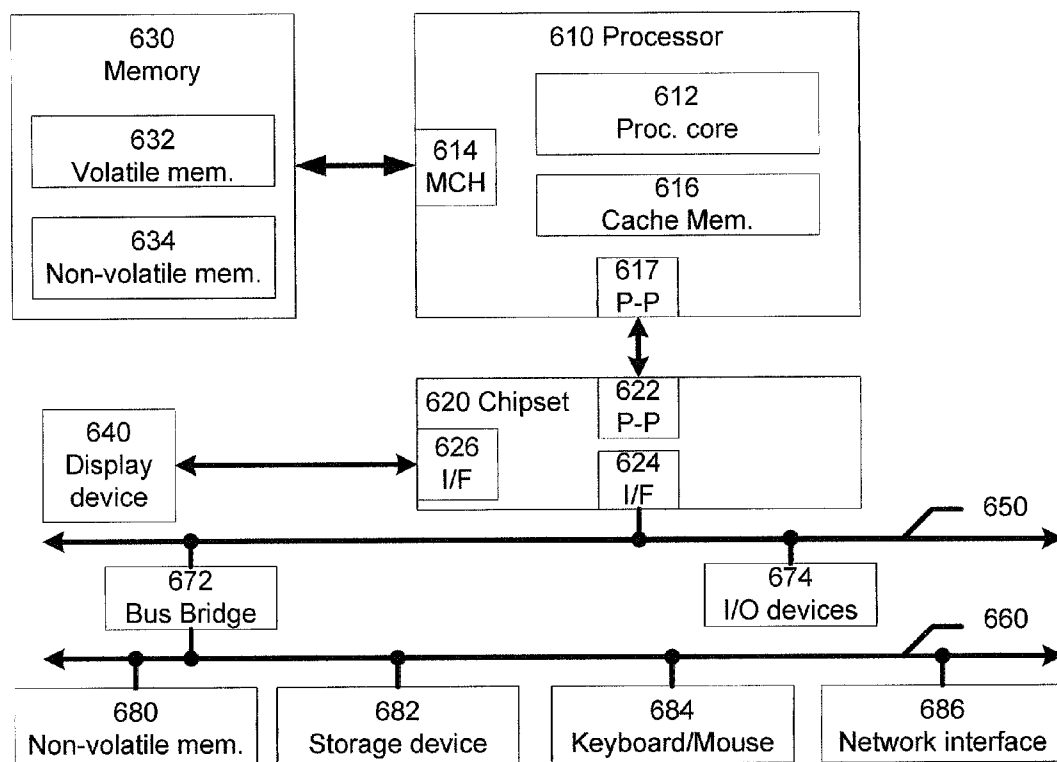 630
Memory
632
Volatile mem.
634
Non-volatile mem.
610 Processor
612
Proc. core
614
MCH
616
Cache Mem.
617
P-P
620 Chipset
622
P-P
626
I/F
624
I/F
640
Display
device
650
672
Bus Bridge
674
I/O devices
660
680
Non-volatile mem.
682
Storage device
684
Keyboard/Mouse
686
Network interface